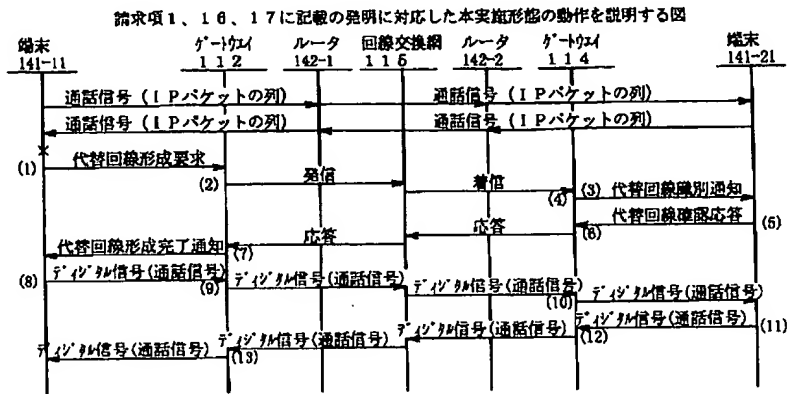 請求項1、16、17に記載の発明に対応した本実施形態の動作を説明する図
端末 ゲートウエイ ルータ 回線交換網 ルータ ゲートウエイ 端末
141-11 112 142-1 115 142-2 114 141-21
通話信号(IPパケットの列) 通話信号(IPパケットの列)
通話信号(IPパケットの列) 通話信号(IPパケットの列)
(1) 代替回線形成要求
(2) 発信 着信 (4) (3) 代替回線識別通知
代替回線確認応答 (5)
応答 応答 (6)
代替回線形成完了通知 (7)
(8) ディジタル信号(通話信号) (9) ディジタル信号(通話信号) ディジタル信号(通話信号) (10) ディジタル信号(通話信号)
ディジタル信号(通話信号) (13) ディジタル信号(通話信号) ディジタル信号(通話信号) (12) ディジタル信号(通話信号) (11)